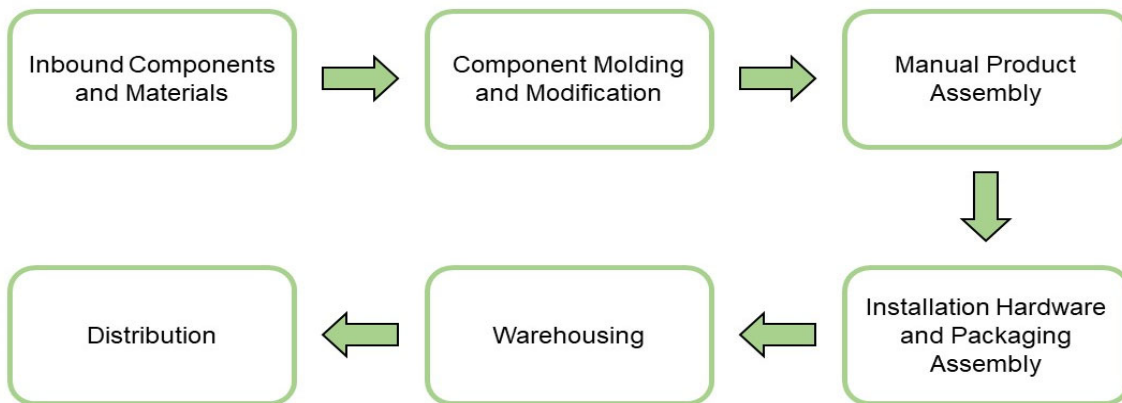 Inbound Components
and Materials
Component Molding
and Modification
Manual Product
Assembly
Installation Hardware
and Packaging
Assembly
Warehousing
Distribution